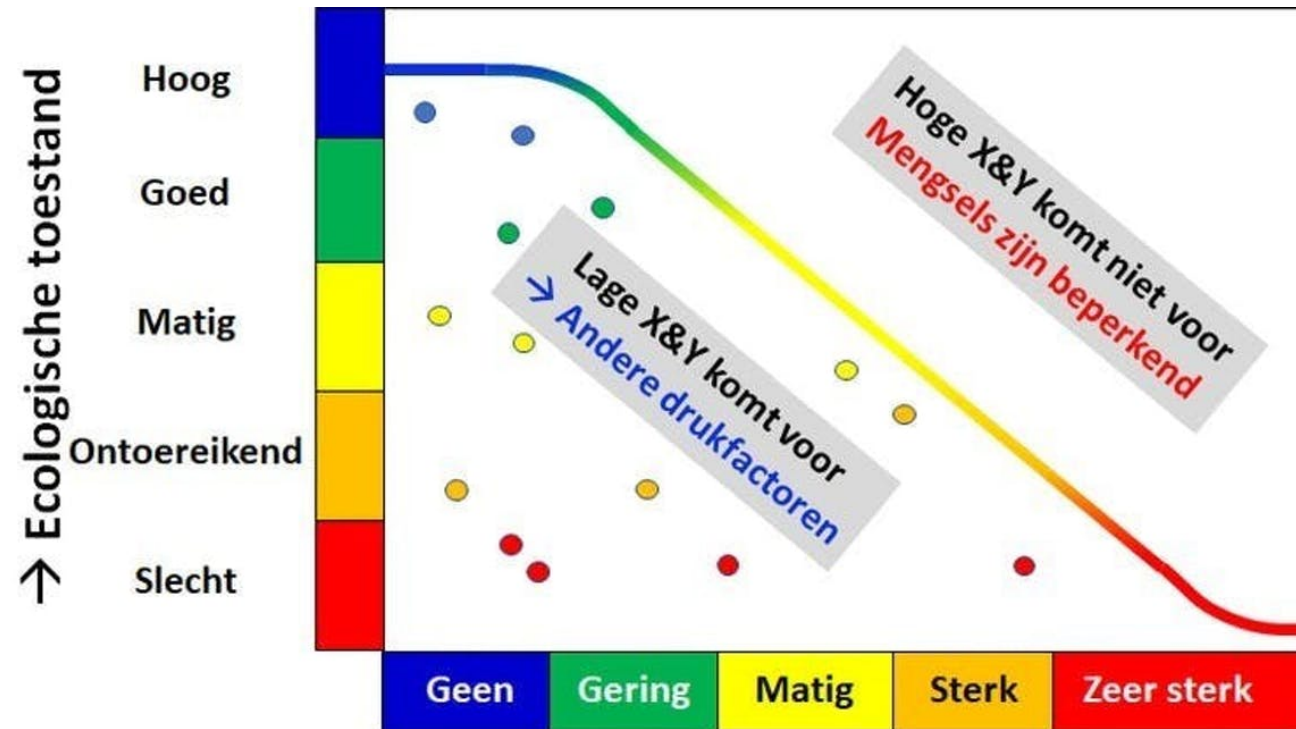 → Ecologische toestand
Hoog
Goed
Matig
Ontoereikend
Slecht
Hoge X&Y komt niet voor
Mengsels zijn beperkend
Lage X&Y komt voor
→ Andere drukfactoren
Geen
Gering
Matig
Sterk
Zeer sterk